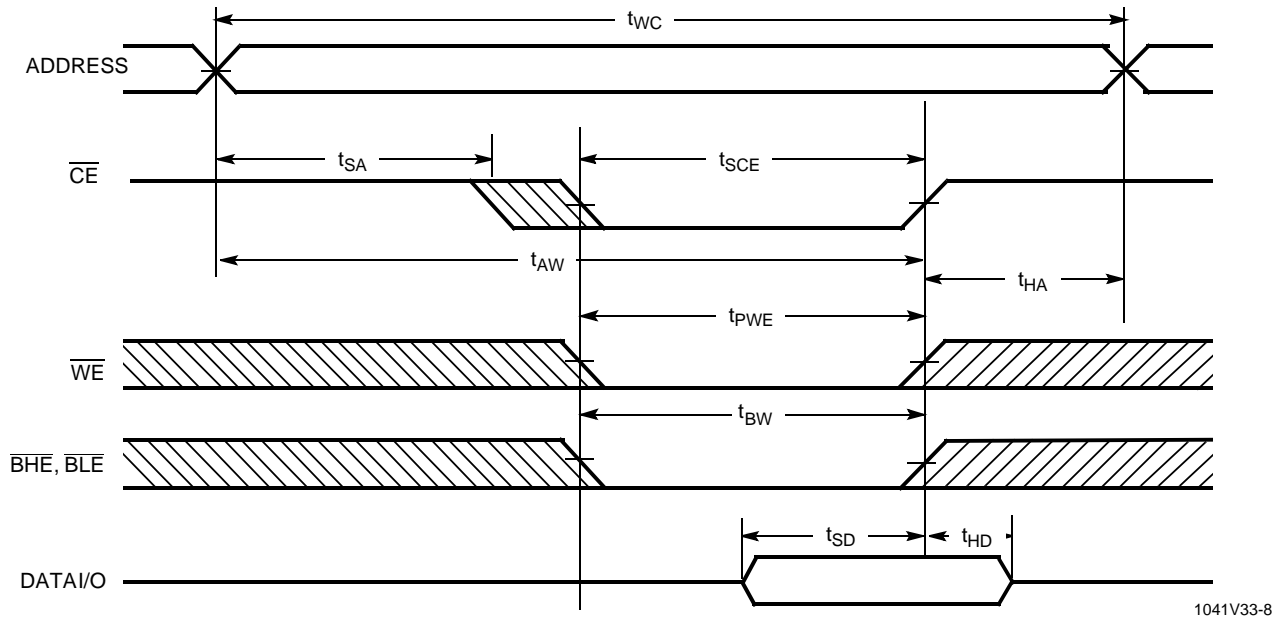 tWC
ADDRESS
tSA
tSCE
CE
tAW
tHA
tPWE
WE
tBW
BHE, BLE
tSD
tHD
DATAI/O
1041V33-8